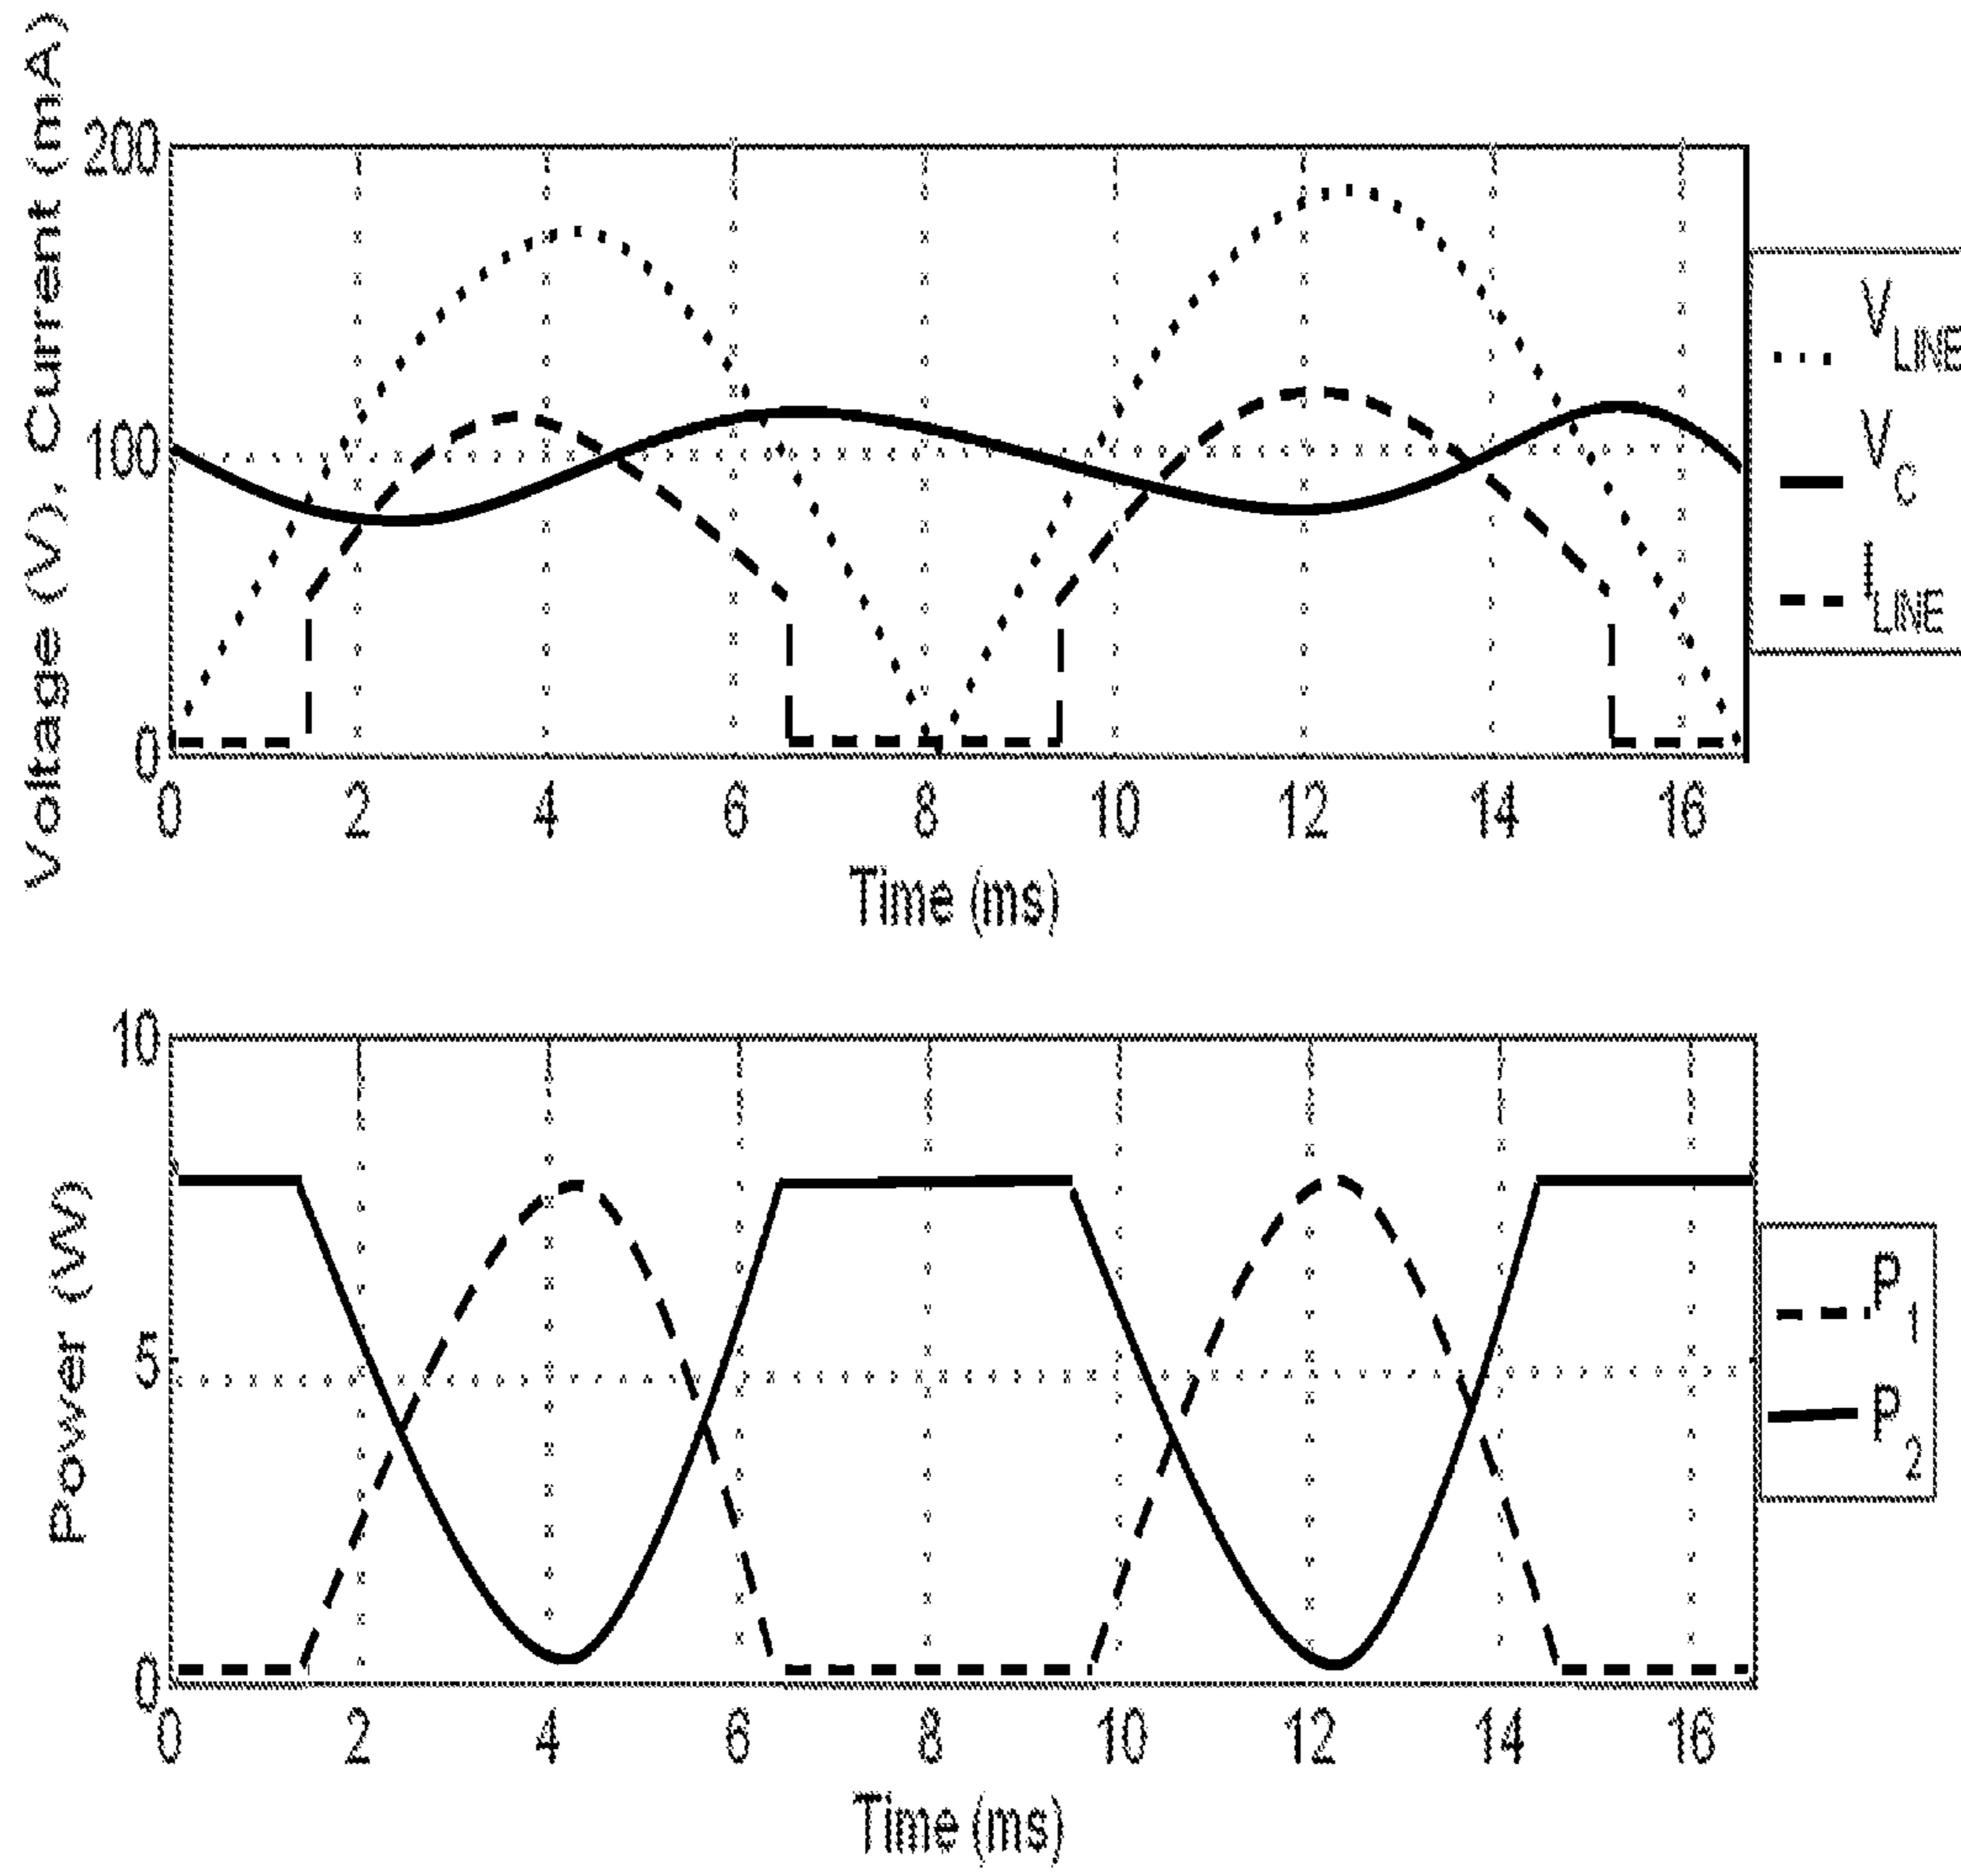 Voltage (V), Current (mA)
200
100
0
0 2 4 6 8 10 12 14 16
Time (ms)
V LINE
V C
I LINE
Power (W)
10
5
0
0 2 4 6 8 10 12 14 16
Time (ms)
P 1
P 2